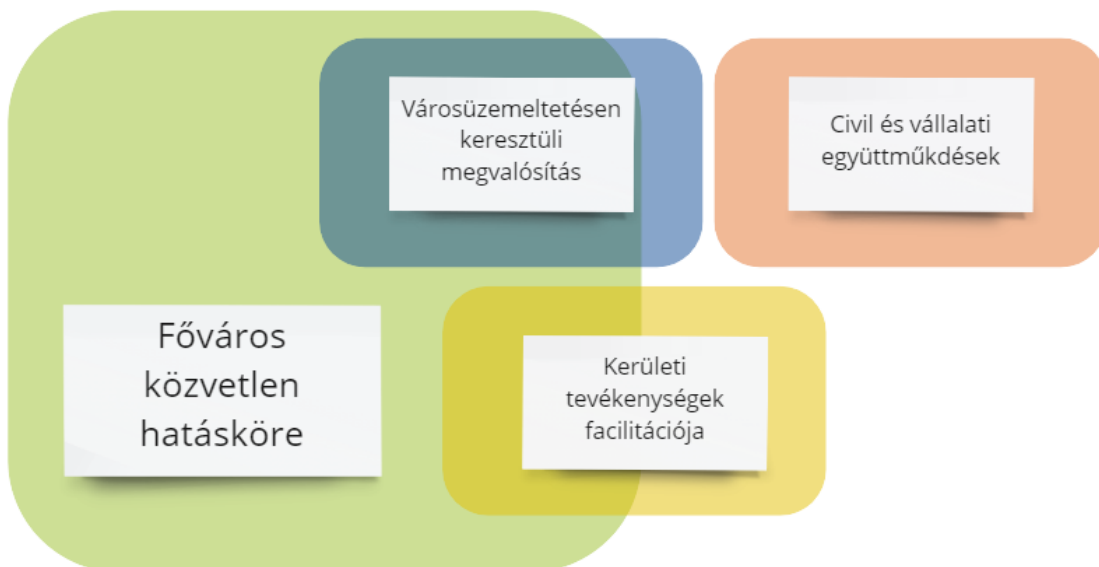 Városüzemeltetésen
keresztüli
megvalósítás
Civil és vállalati
együttműkdések
Főváros
közvetlen
hatásköre
Kerületi
tevékenységek
facilitációja